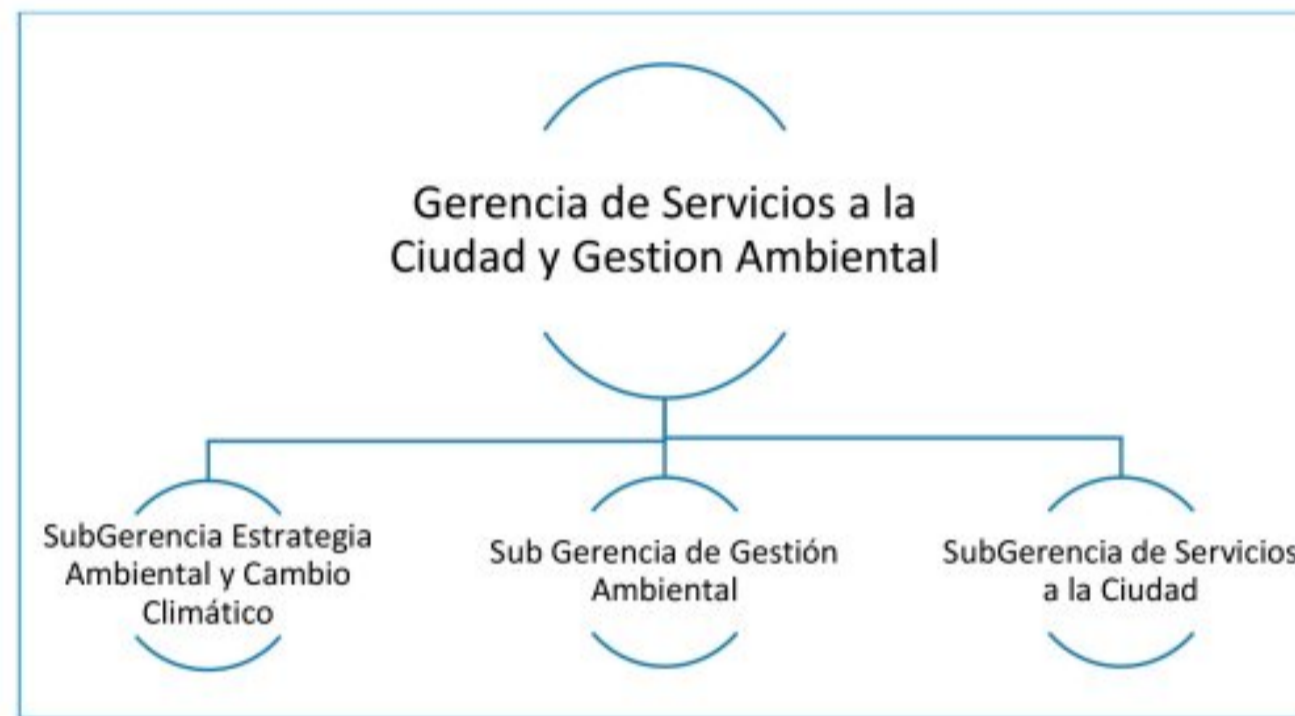 Gerencia de Servicios a la
Ciudad y Gestion Ambiental
SubGerencia Estrategia
Ambiental y Cambio
Climático
Sub Gerencia de Gestión
Ambiental
SubGerencia de Servicios
a la Ciudad